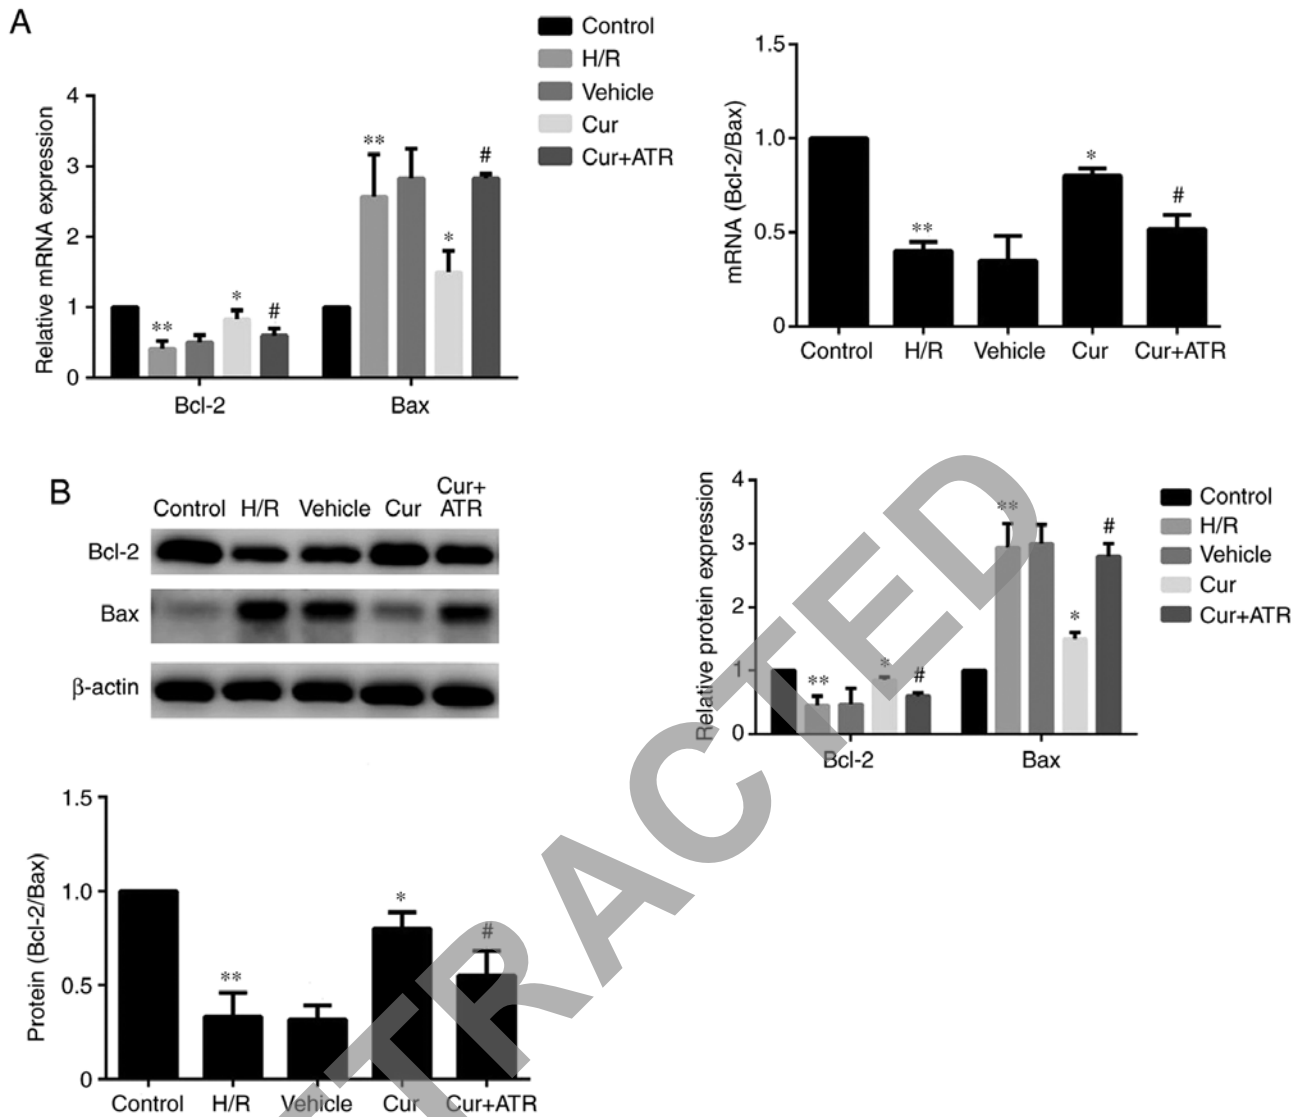 A
Control
H/R
Vehicle
Cur
Cur+ATR
Relative mRNA expression
4
3
2
1
0
**
*
#
**
*
#
Bcl-2 Bax
mRNA (Bcl-2/Bax)
1.5
1.0
0.5
0
**
*
#
Control H/R Vehicle Cur Cur+ATR
B
Control H/R Vehicle Cur Cur+
ATR
Bcl-2
Bax
β-actin
Relative protein expression
4
3
2
1
0
**
*
#
**
*
#
Bcl-2 Bax
Control
H/R
Vehicle
Cur
Cur+ATR
Protein (Bcl-2/Bax)
1.5
1.0
0.5
0
**
*
#
Control H/R Vehicle Cur Cur+ATR
TRACTED